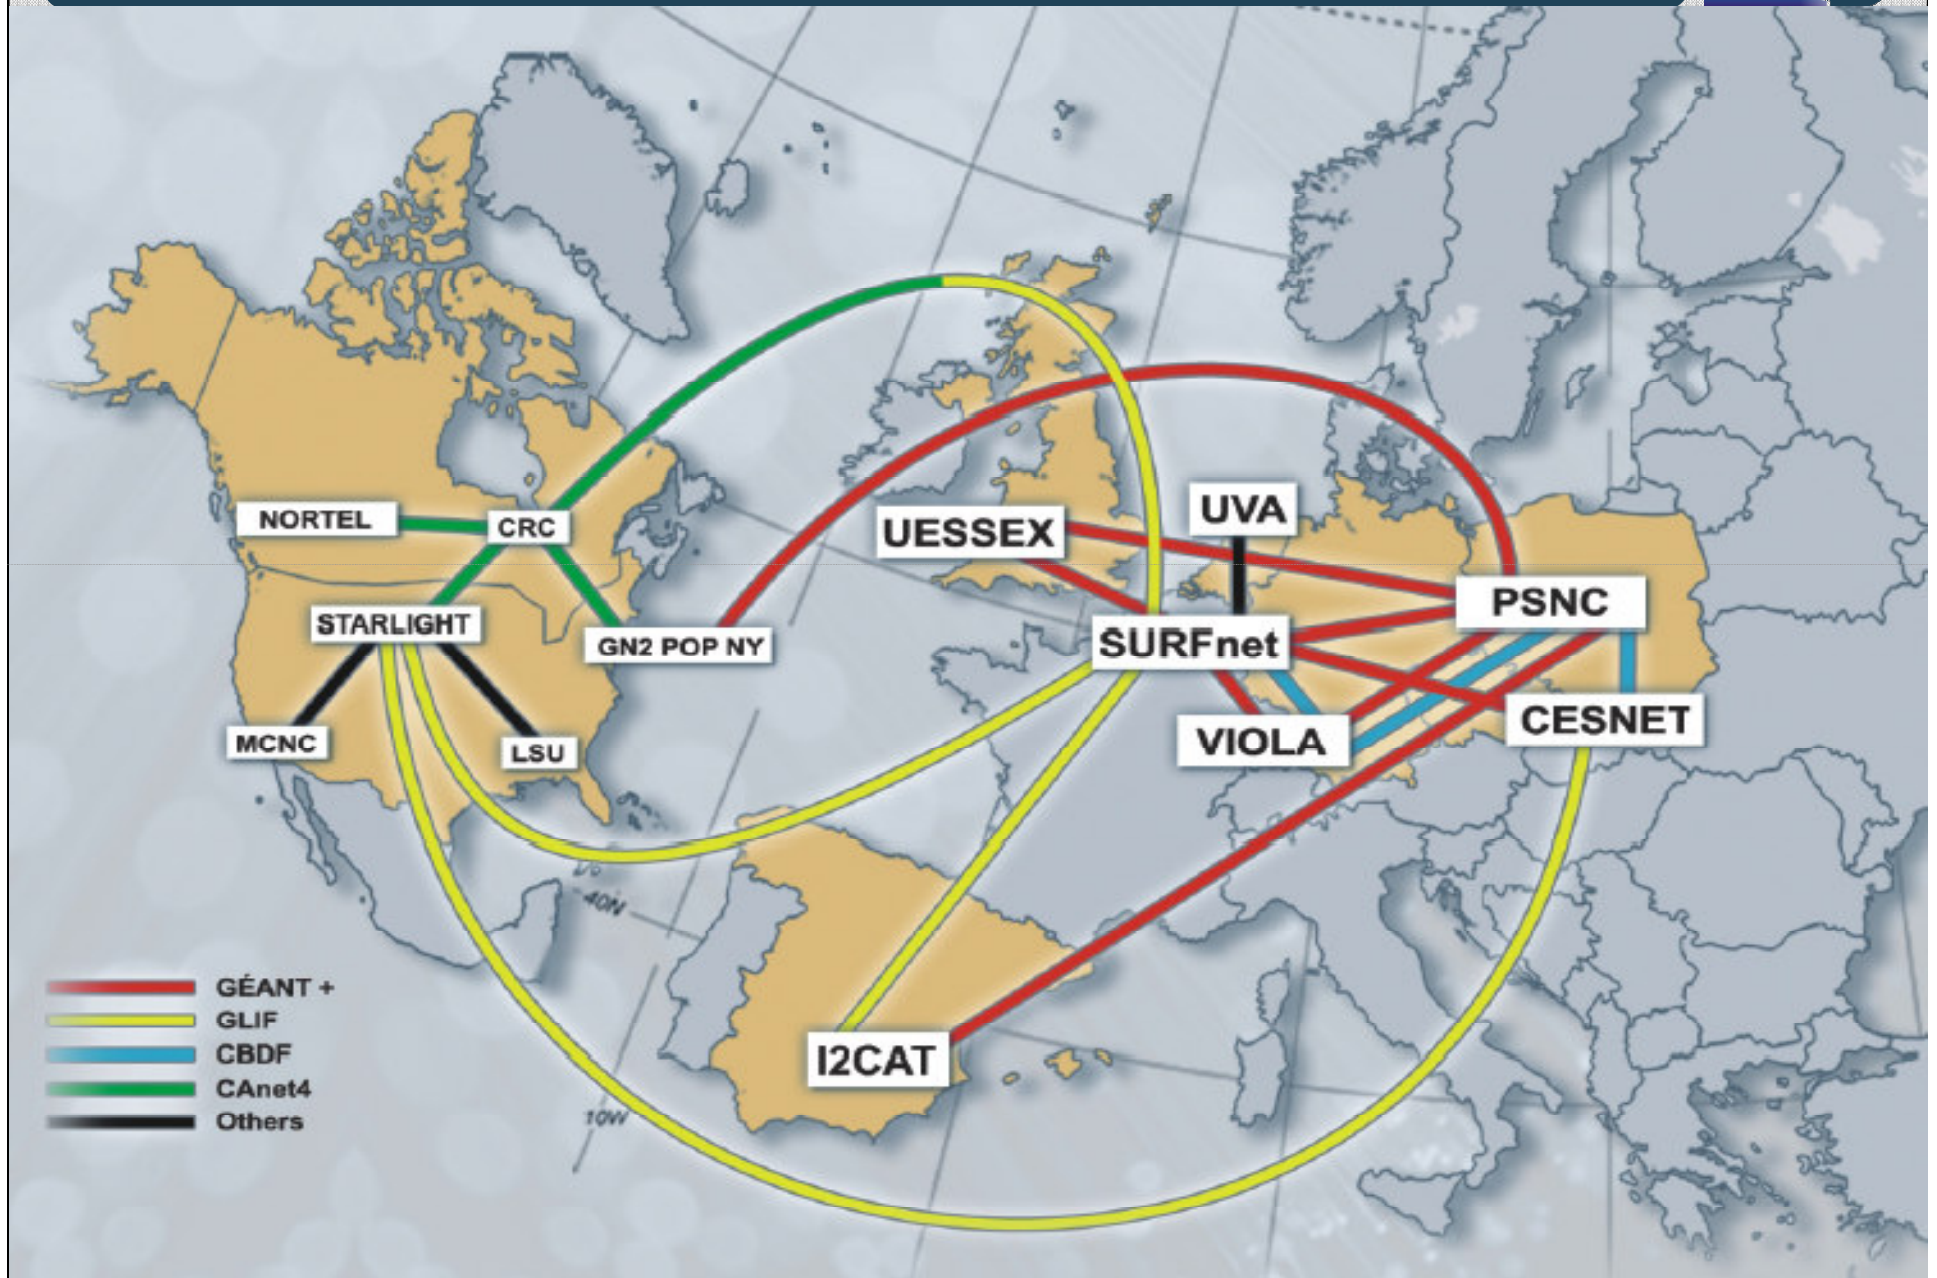 UVA
NORTEL
CRC
UESSEX
PSNC
STARLIGHT
GN2 POP NY
SURFnet
CESNET
MCNC
LSU
VIOLA
40N
GÉANT +
GLIF
CBDF
I2CAT
CAnet4
Others
10W